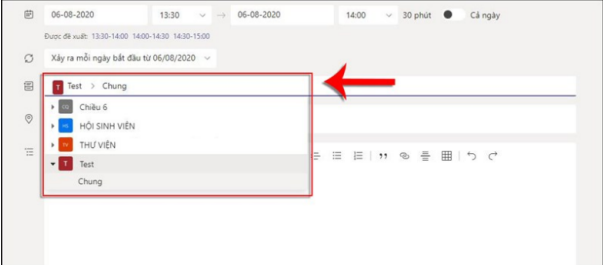 06-08-2020 13:30 → 06-08-2020 14:00 30 phút Cả ngày
Được đề xuất: 13:30-14:00 14:00-14:30 14:30-15:00
Xảy ra mỗi ngày bắt đầu từ 06/08/2020
T Test > Chung
Chiều 6
HỘI SINH VIÊN
TV THƯ VIỆN
T Test
Chung